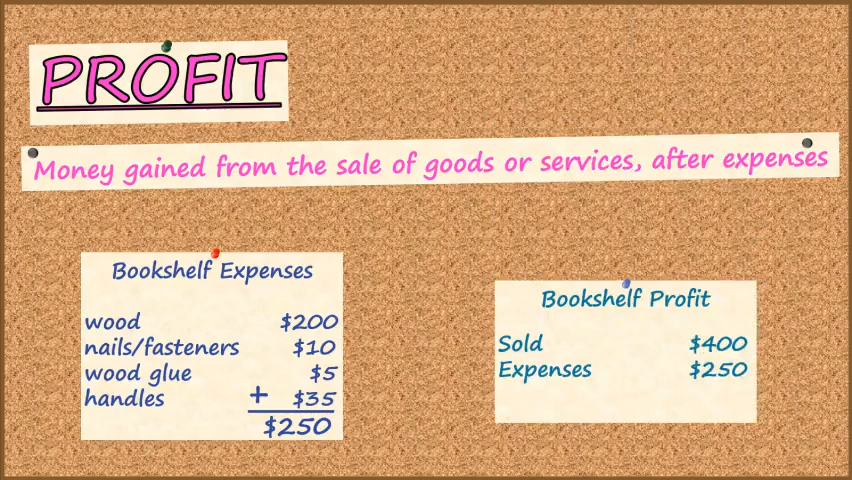 PROFIT
Money gained from the sale of goods or services, after expenses
Bookshelf Expenses
wood $200
nails/fasteners $10
wood glue $5
handles + $35
$250
Bookshelf Profit
Sold $400
Expenses $250